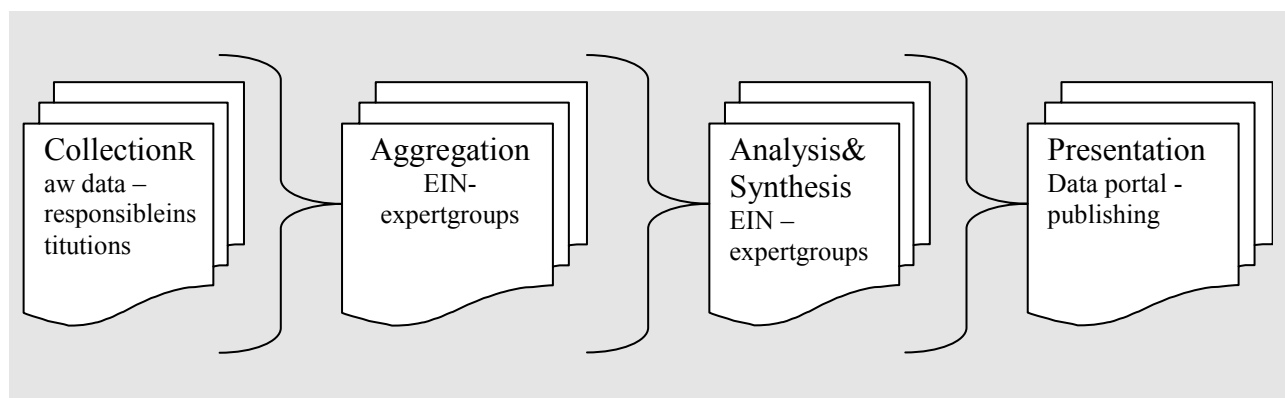 CollectionR
aw data –
responsibleins
titutions
Aggregation
EIN-
expertgroups
Analysis&
Synthesis
EIN –
expertgroups
Presentation
Data portal -
publishing